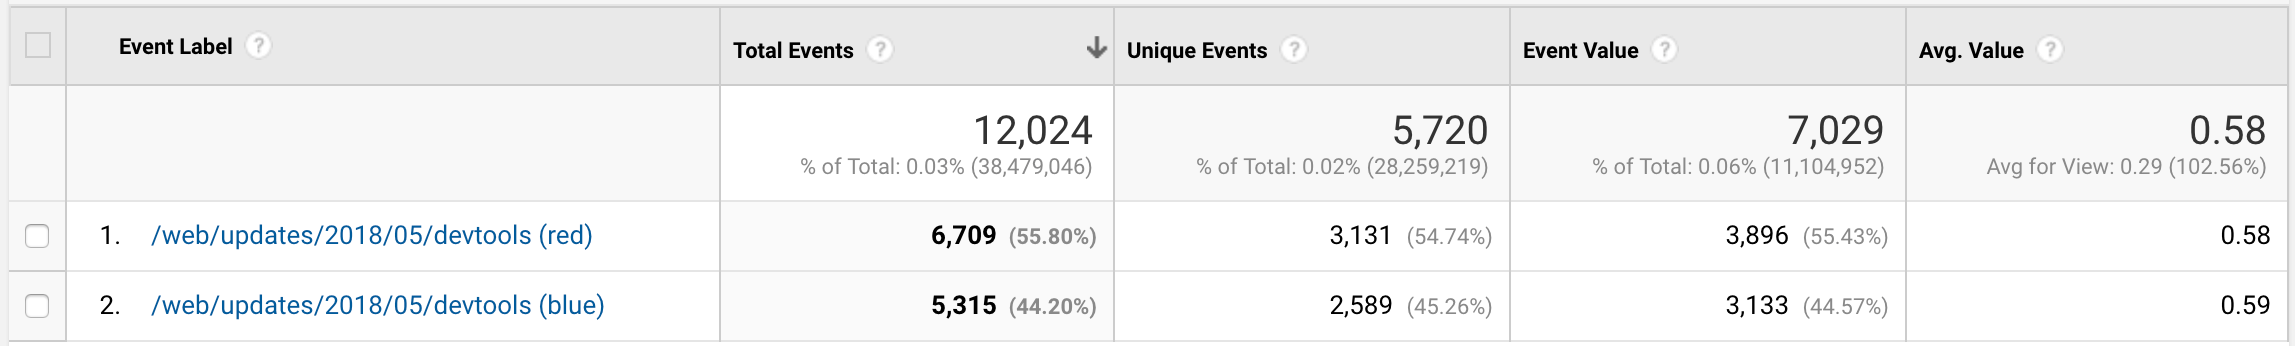 Event Label ? Total Events ? Unique Events ? Event Value ? Avg. Value ?
12,024 5,720 7,029 0.58
% of Total: 0.03% (38,479,046) % of Total: 0.02% (28,259,219) % of Total: 0.06% (11,104,952) Avg for View: 0.29 (102.56%)
1. /web/updates/2018/05/devtools (red) 6,709 (55.80%) 3,131 (54.74%) 3,896 (55.43%) 0.58
2. /web/updates/2018/05/devtools (blue) 5,315 (44.20%) 2,589 (45.26%) 3,133 (44.57%) 0.59